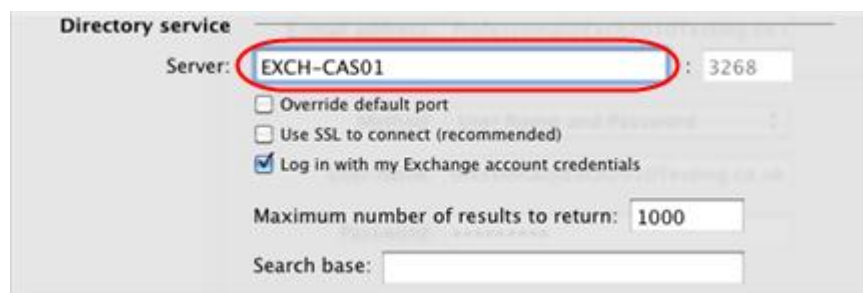 Directory service
Server: EXCH-CAS01 : 3268
Override default port
Use SSL to connect (recommended)
Log in with my Exchange account credentials
Maximum number of results to return: 1000
Search base: